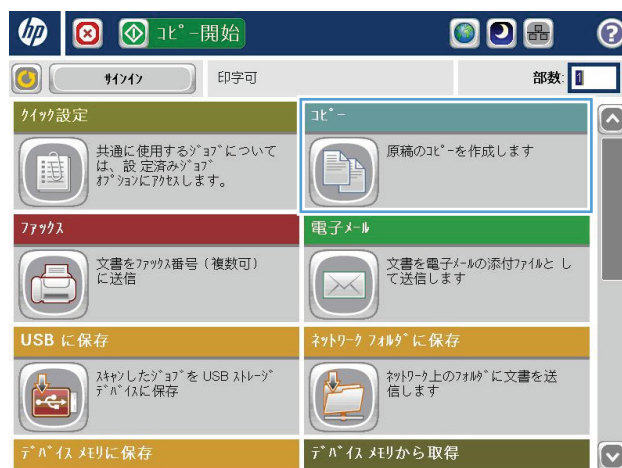 hp
ｺﾋﾟｰ開始
?
ｻｲﾝｲﾝ
印字可
部数: 1
ｸｲｯｸ設定
共通に使用するｼﾞｮﾌﾞについて
は、設 定済みｼﾞｮﾌﾞ
ｵﾌﾟｼｮﾝにｱｸｾｽしま
す。
ｺﾋﾟｰ
原稿のｺﾋﾟｰを作成します
ﾌｧｯｸｽ
文書をﾌｧｯｸｽ番号（複数可）
に送信
電子ﾒｰﾙ
文書を電子ﾒｰﾙの添付ﾌｧｲﾙと し
て送信しま す
USB に保存
ｽｷｬﾝしたｼﾞｮﾌﾞを USB ｽﾄﾚｰｼﾞ
ﾃﾞﾊﾞｲｽに保存
ﾈｯﾄﾜｰｸ ﾌｫﾙﾀﾞに保存
ﾈｯﾄﾜｰｸ上のﾌｫﾙﾀﾞに文書を送
信します
ﾃﾞﾊﾞｲｽ ﾒﾓﾘに保存
ﾃﾞﾊﾞｲｽ ﾒﾓﾘから取得